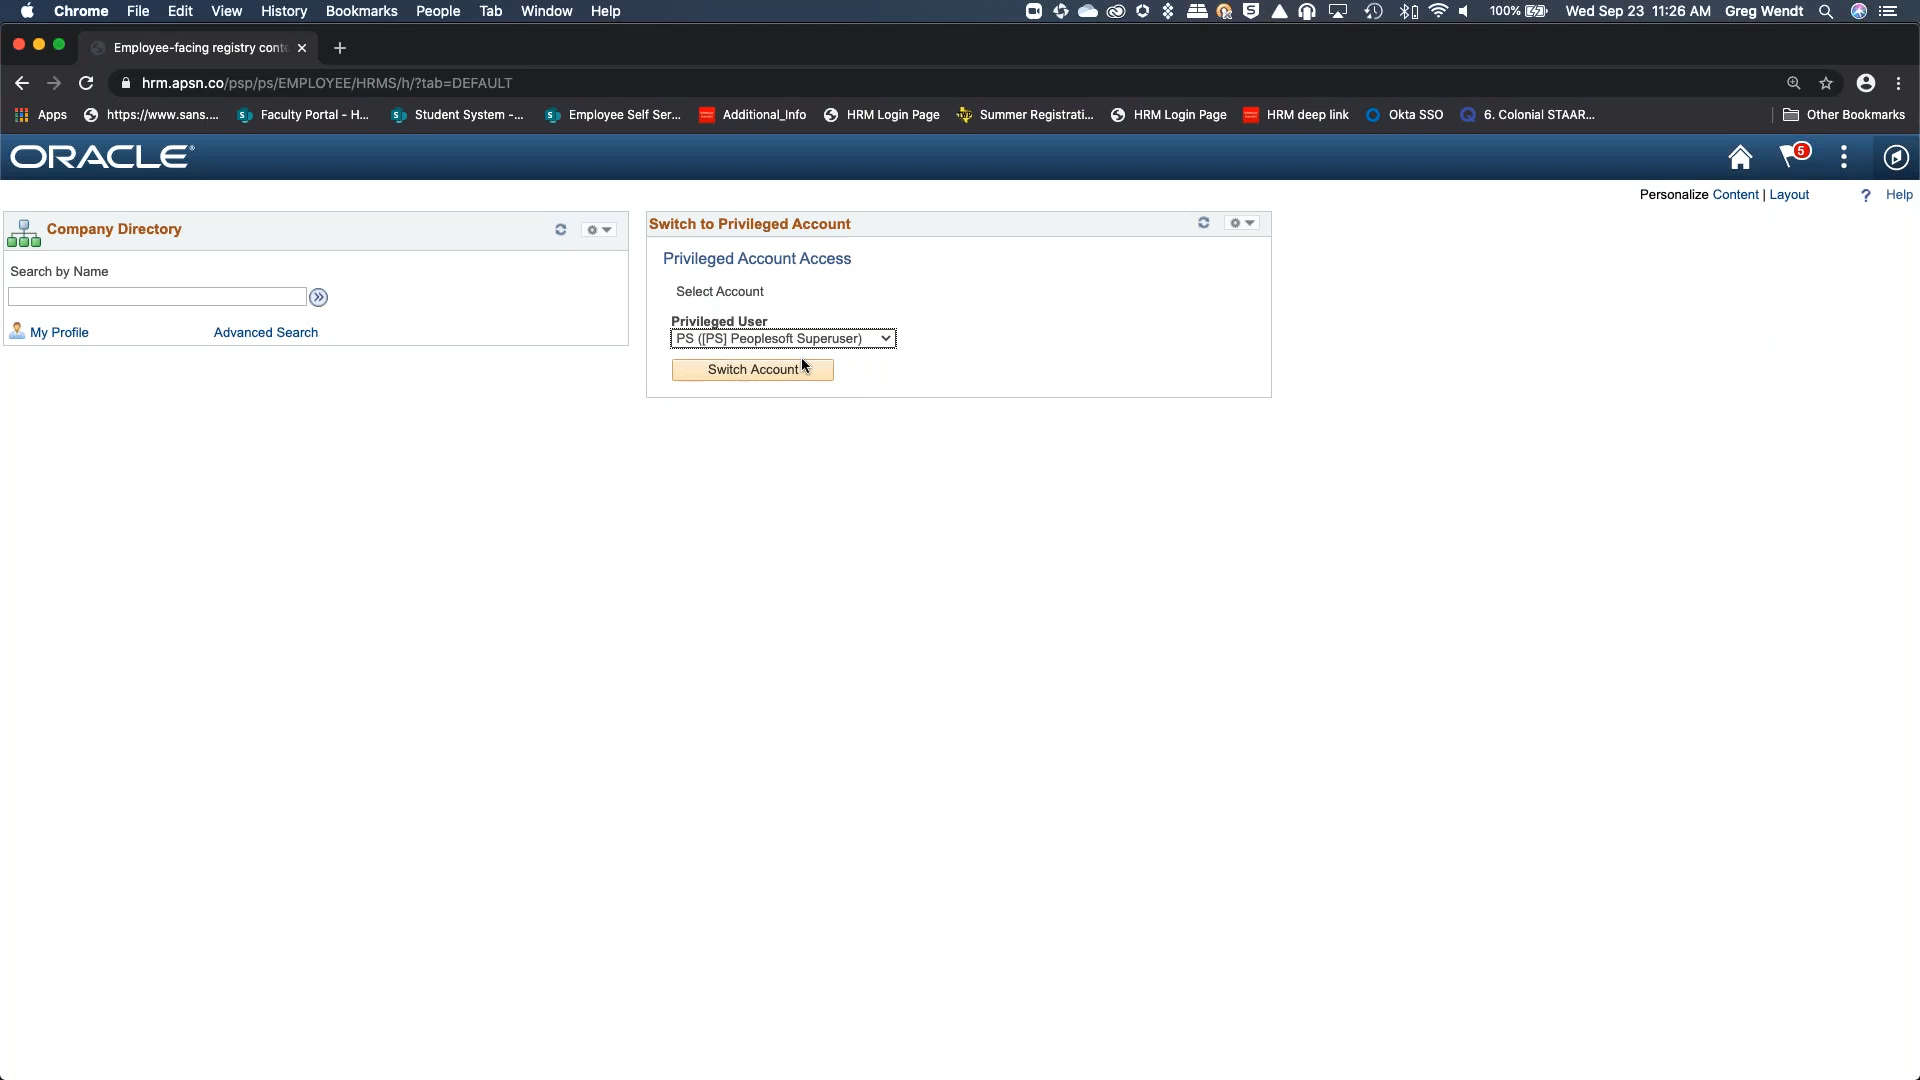 Chrome File Edit View History Bookmarks People Tab Window Help 100% Wed Sep 23 11:26 AM Greg Wendt
Employee-facing registry conte
hrm.apsn.co/psp/ps/EMPLOYEE/HRMS/h/?tab=DEFAULT
Apps https://www.sans.... Faculty Portal - H... Student System -... Employee Self Ser... Additional_Info HRM Login Page Summer Registrati... HRM Login Page HRM deep link Okta SSO 6. Colonial STAAR... Other Bookmarks
ORACLE 5
Personalize Content | Layout ? Help
Company Directory
Search by Name
My Profile Advanced Search
Switch to Privileged Account
Privileged Account Access
Select Account
Privileged User
PS ([PS] Peoplesoft Superuser)
Switch Account